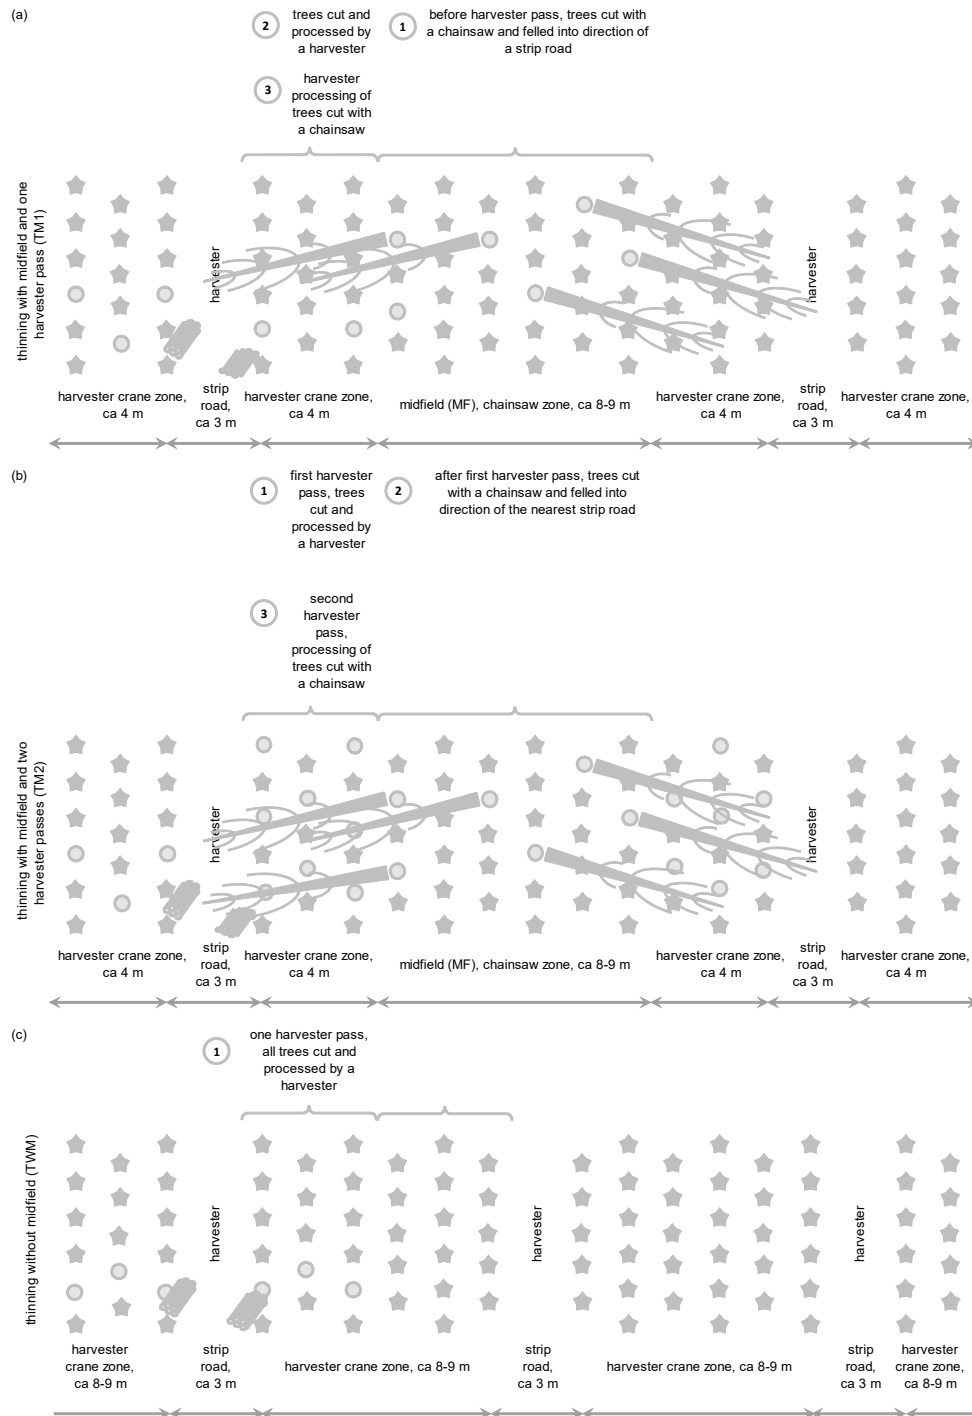 (a)
2
trees cut and
processed by
a harvester
1
before harvester pass, trees cut with
a chainsaw and felled into direction of
a strip road
3
harvester
processing of
trees cut with
a chainsaw
thinning with midfield and one
harvester pass (TM1)
harvester
harvester
harvester crane zone,
ca 4 m
strip
road,
ca 3 m
harvester crane zone,
ca 4 m
midfield (MF), chainsaw zone, ca 8-9 m
harvester crane zone,
ca 4 m
strip
road,
ca 3 m
harvester crane zone,
ca 4 m
(b)
1
first harvester
pass, trees
cut and
processed by
a harvester
2
after first harvester pass, trees cut
with a chainsaw and felled into
direction of the nearest strip road
3
second
harvester
pass,
processing of
trees cut with
a chainsaw
thinning with midfield and two
harvester passes (TM2)
harvester
harvester
harvester crane zone,
ca 4 m
strip
road,
ca 3 m
harvester crane zone,
ca 4 m
midfield (MF), chainsaw zone, ca 8-9 m
harvester crane zone,
ca 4 m
strip
road,
ca 3 m
harvester crane zone,
ca 4 m
(c)
1
one harvester pass,
all trees cut and
processed by a
harvester
thinning without midfield (TWM)
harvester
harvester
harvester
harvester
crane zone,
ca 8-9 m
strip
road,
ca 3 m
harvester crane zone, ca 8-9 m
strip
road,
ca 3 m
harvester crane zone, ca 8-9 m
strip
road,
ca 3 m
harvester
crane zone,
ca 8-9 m